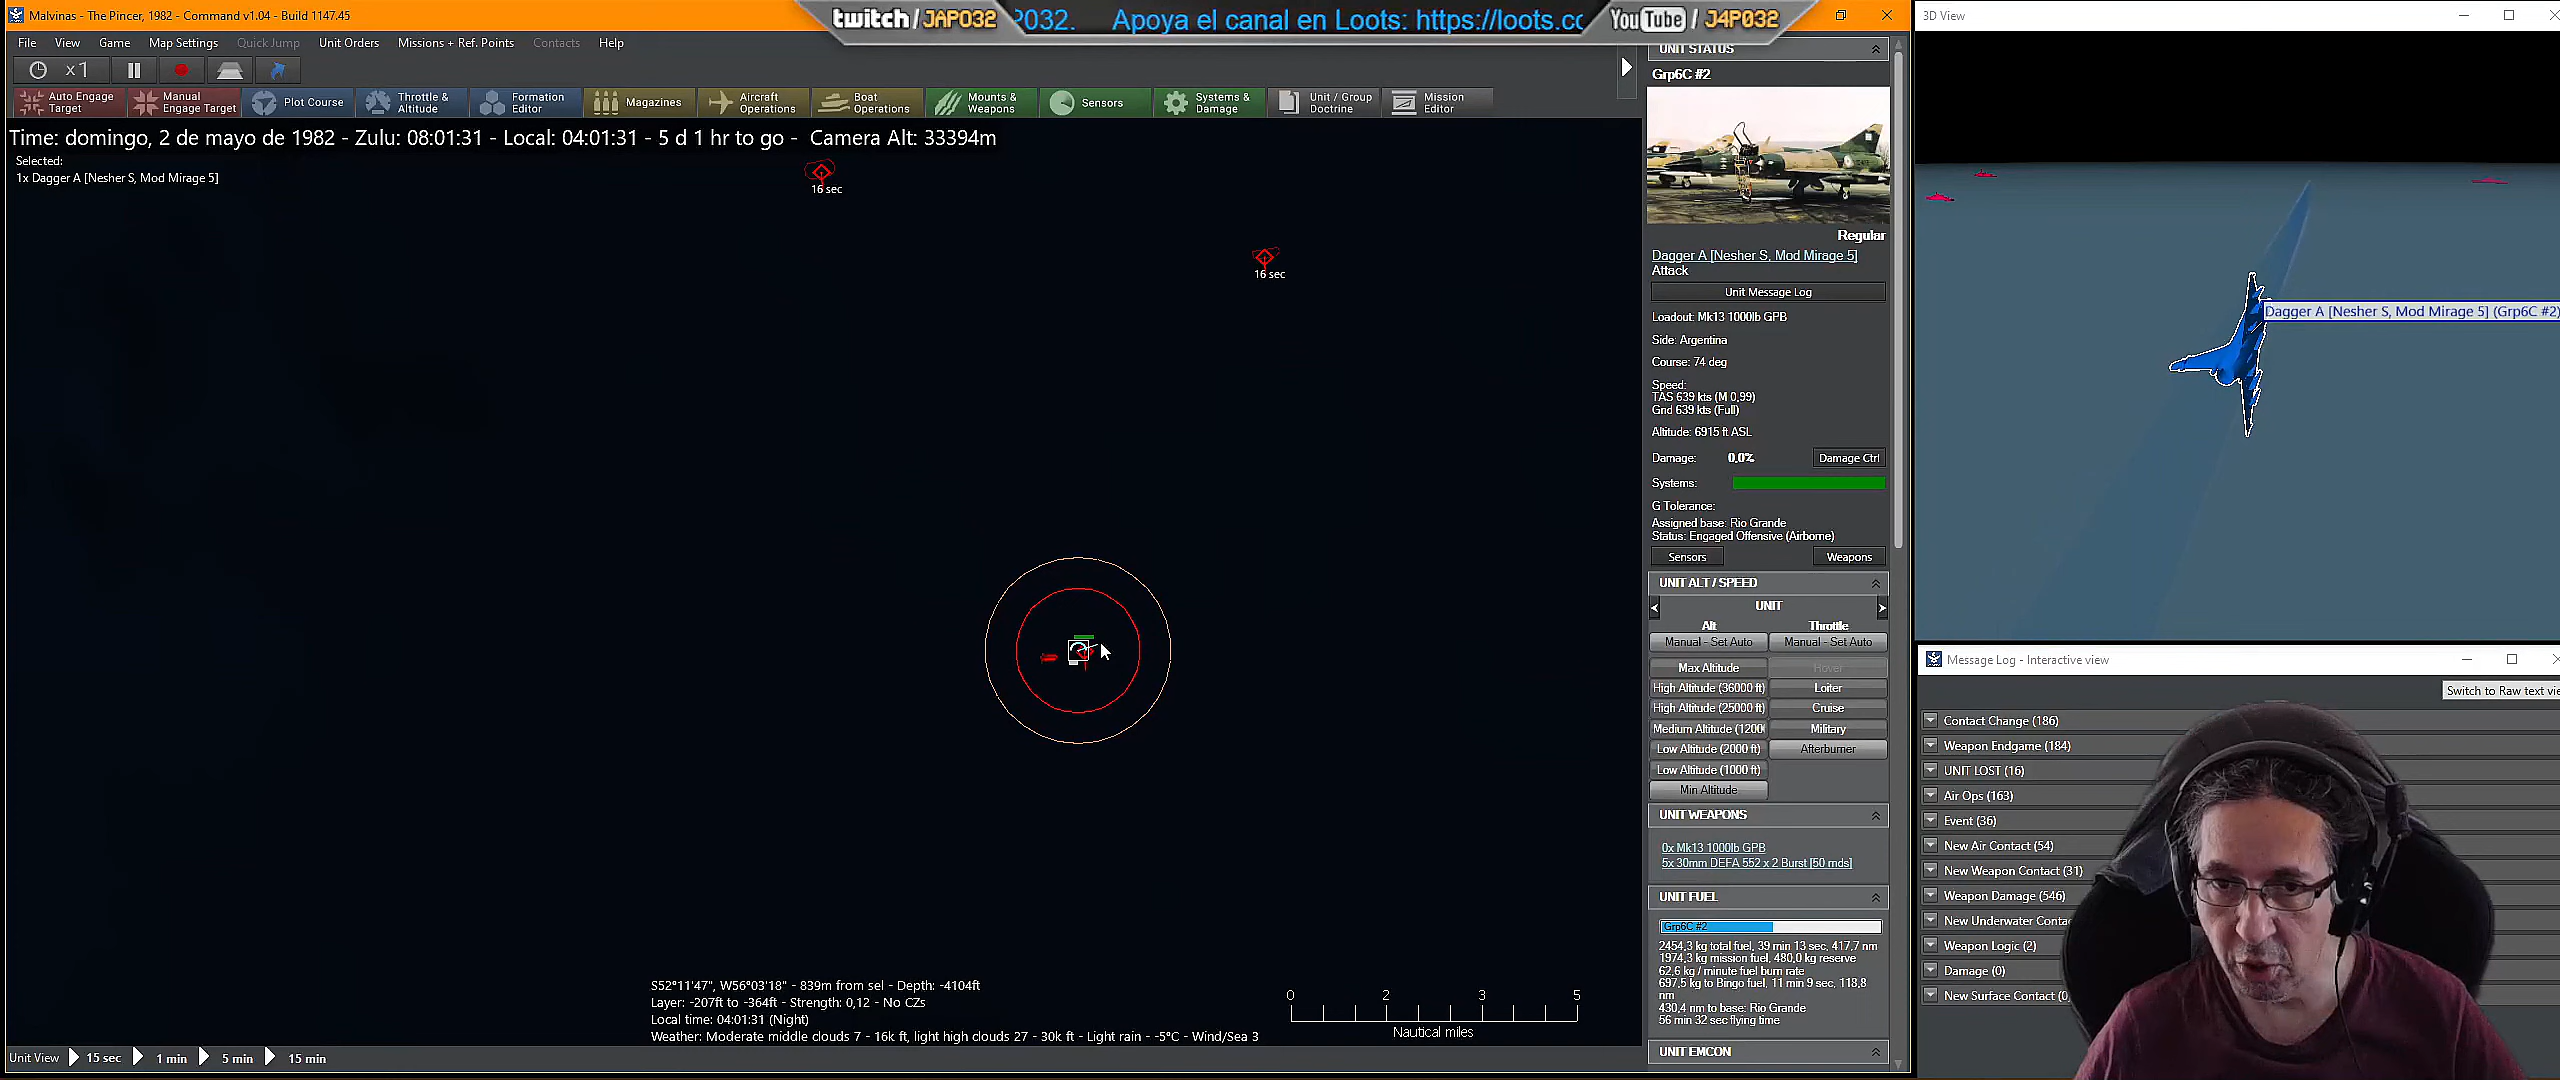 Malvinas - The Pincer, 1982 - Command v1.04 - Build 1147.45
twitch / JAPO32
P032.
Apoya el canal en Loots: https://loots.cc
YouTube / J4P032
File View Game Map Settings Quick Jump Unit Orders Missions + Ref. Points Contacts Help
x1
Auto Engage Target
Manual Engage Target
Plot Course
Throttle & Altitude
Formation Editor
Magazines
Aircraft Operations
Boat Operations
Mounts & Weapons
Sensors
Systems & Damage
Unit / Group Doctrine
Mission Editor
Time: domingo, 2 de mayo de 1982 - Zulu: 08:01:31 - Local: 04:01:31 - 5 d 1 hr to go - Camera Alt: 33394m
Selected:
1x Dagger A [Nesher S, Mod Mirage 5]
16 sec
16 sec
S52°11'47", W56°03'18" - 839m from sel - Depth: -4104ft
Layer: -207ft to -364ft - Strength: 0,12 - No CZs
Local time: 04:01:31 (Night)
Weather: Moderate middle clouds 7 - 16k ft, light high clouds 27 - 30k ft - Light rain - -5°C - Wind/Sea 3
0 2 3 5
Nautical miles
Unit View 15 sec 1 min 5 min 15 min
UNIT STATUS
Grp6C #2
Regular
Dagger A [Nesher S, Mod Mirage 5]
Attack
Unit Message Log
Loadout: Mk13 1000lb GPB
Side: Argentina
Course: 74 deg
Speed:
TAS 639 kts (M 0,99)
Gnd 639 kts (Full)
Altitude: 6915 ft ASL
Damage: 0,0% Damage Ctrl
Systems:
G Tolerance:
Assigned base: Rio Grande
Status: Engaged Offensive (Airborne)
Sensors Weapons
UNIT ALT / SPEED
UNIT
Alt Throttle
Manual - Set Auto Manual - Set Auto
Max Altitude Hover
High Altitude (36000 ft) Loiter
High Altitude (25000 ft) Cruise
Medium Altitude (1200 Military
Low Altitude (2000 ft) Afterburner
Low Altitude (1000 ft)
Min Altitude
UNIT WEAPONS
0x Mk13 1000lb GPB
5x 30mm DEFA 552 x 2 Burst [50 rnds]
UNIT FUEL
Grp6C #2
2454,3 kg total fuel, 39 min 13 sec, 417,7 nm
1974,3 kg mission fuel, 480,0 kg reserve
62,6 kg / minute fuel burn rate
697,5 kg to Bingo fuel, 11 min 9 sec, 118,8
nm
430,4 nm to base: Rio Grande
56 min 32 sec flying time
UNIT EMCON
3D View
Dagger A [Nesher S, Mod Mirage 5] (Grp6C #2)
Message Log - Interactive view
Switch to Raw text vie
Contact Change (186)
Weapon Endgame (184)
UNIT LOST (16)
Air Ops (163)
Event (36)
New Air Contact (54)
New Weapon Contact (31)
Weapon Damage (546)
New Underwater Conta
Weapon Logic (2)
Damage (0)
New Surface Contact (0